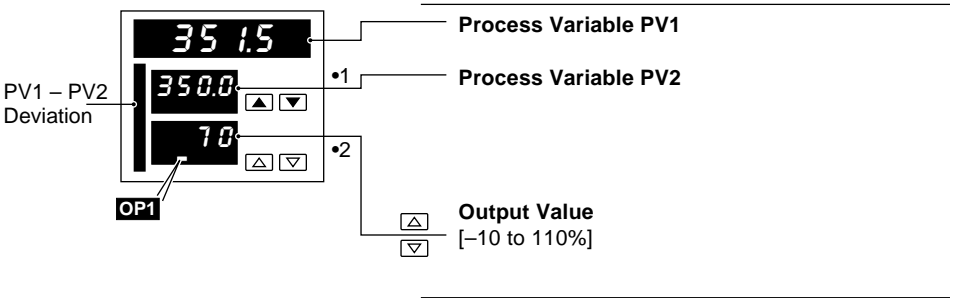 351.5
Process Variable PV1
350.0
•1
Process Variable PV2
PV1 – PV2
Deviation
70
•2
OP1
Output Value
[–10 to 110%]